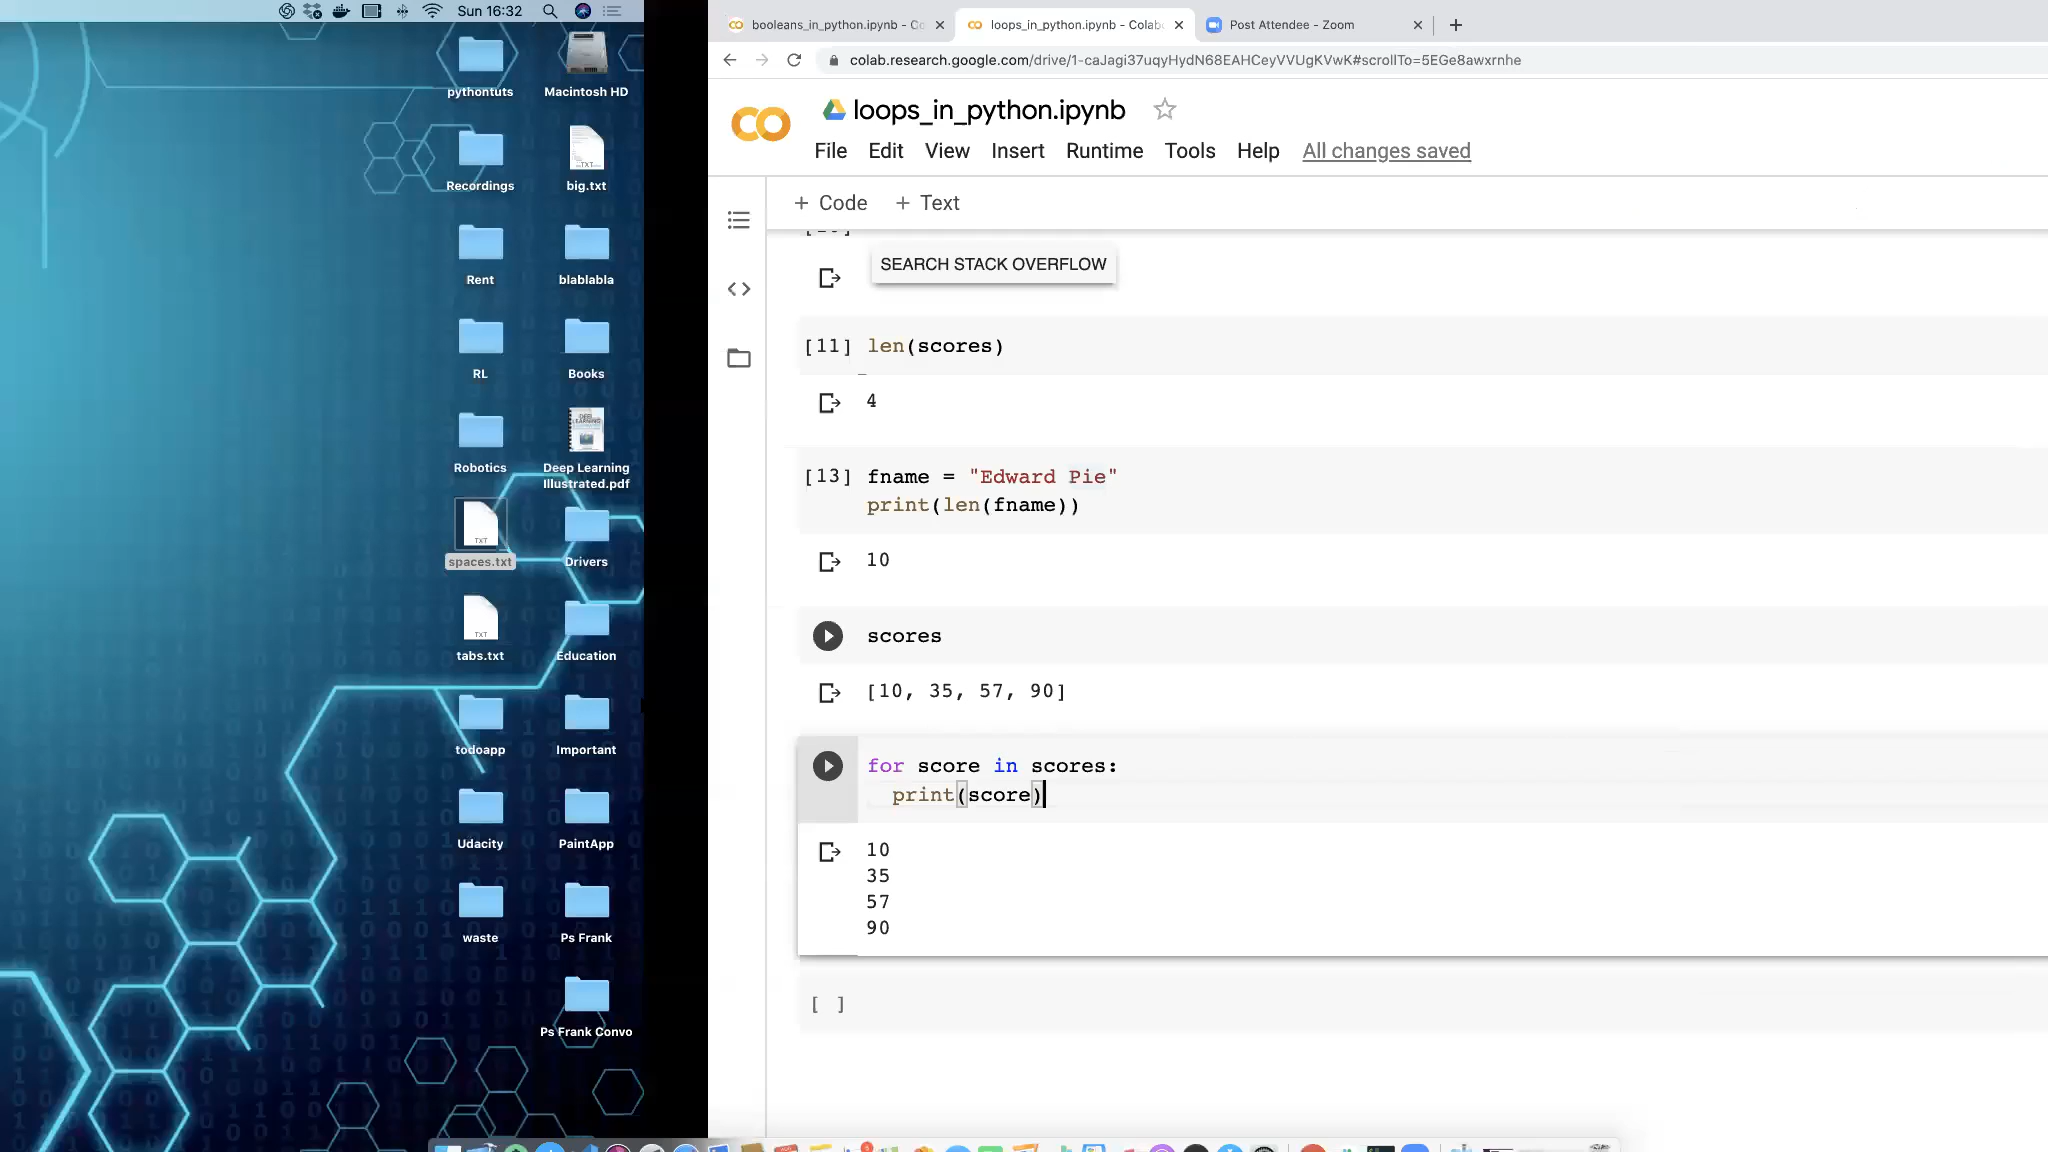 Sun 16:32
pythontuts
Macintosh HD
Recordings
TXT
big.txt
Rent
blablabla
RL
Books
Robotics
Deep Learning
Illustrated.pdf
TXT
spaces.txt
Drivers
TXT
tabs.txt
Education
todoapp
Important
Udacity
PaintApp
waste
Ps Frank
Ps Frank Convo
booleans_in_python.ipynb - Co
loops_in_python.ipynb - Colab
Post Attendee - Zoom
colab.research.google.com/drive/1-caJagi37uqyHydN68EAHCeyVVUgKVwK#scrollTo=5EGe8awxrnhe
loops_in_python.ipynb
File Edit View Insert Runtime Tools Help All changes saved
+ Code + Text
SEARCH STACK OVERFLOW
[11] len(scores)
4
[13] fname = "Edward Pie"
print(len(fname))
10
scores
[10, 35, 57, 90]
for score in scores:
print(score)
10
35
57
90
[ ]